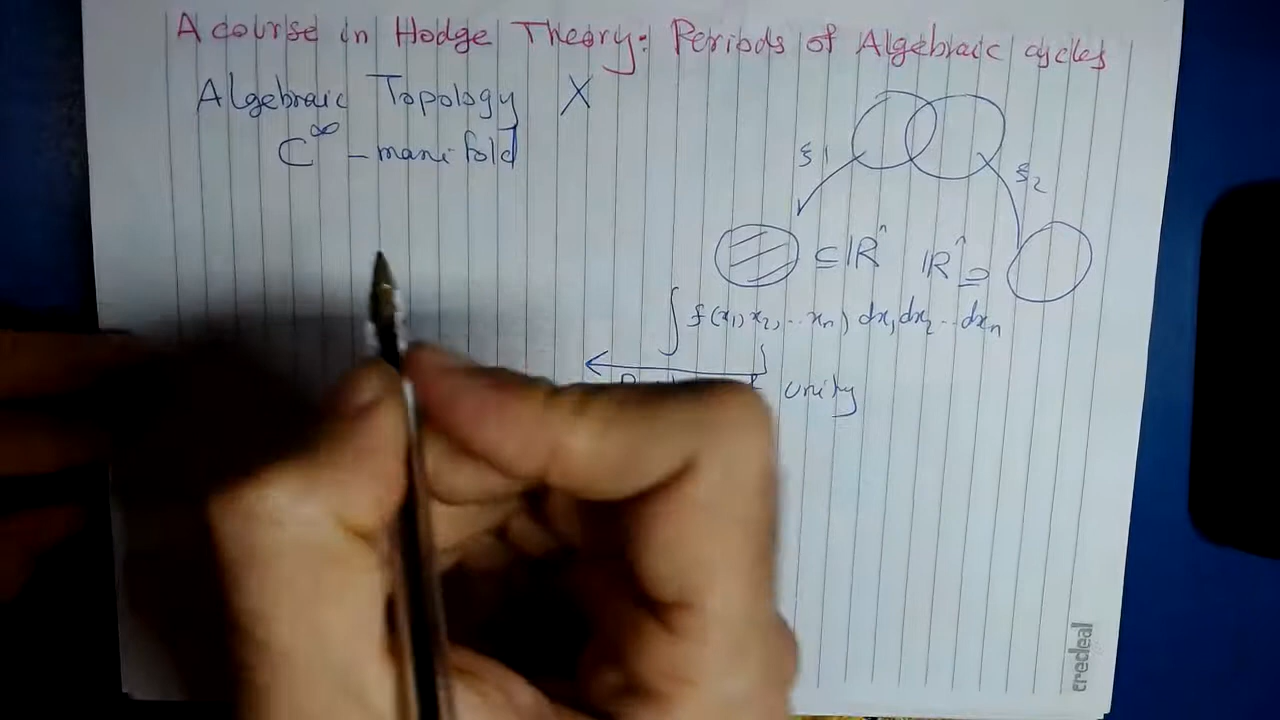 A course in Hodge Theory: Periods of Algebraic cycles
Algebraic Topology X
C^∞ - manifold
ξ1
ξ2
⊆ ℝ^n
ℝ^n ⊇
∫ f(x1, x2, ... xn) dx1 dx2 ... dxn
unity
credeal